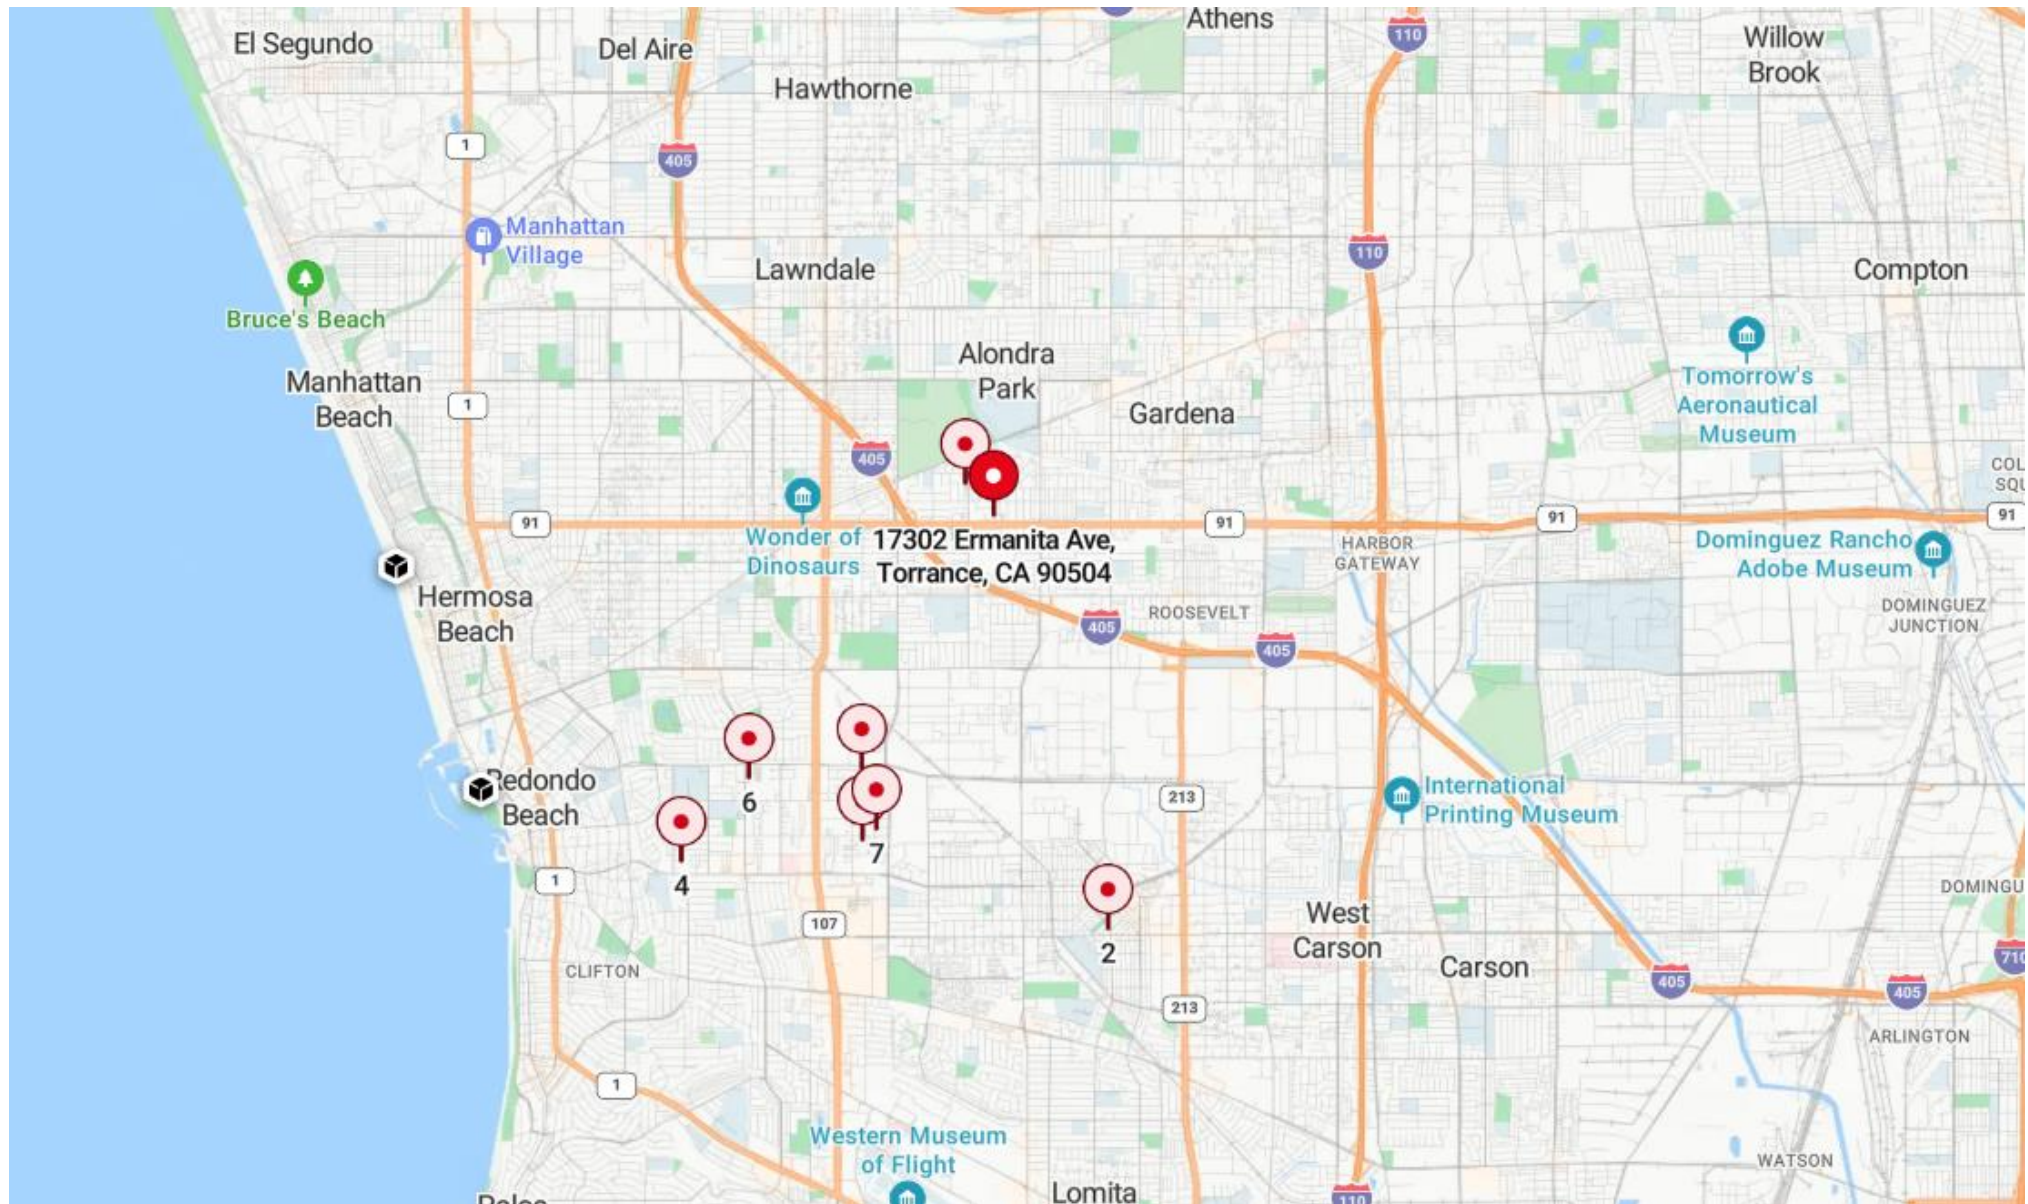 Athens
El Segundo
Del Aire
110
Willow
Brook
Hawthorne
1
405
Manhattan
Village
110
Lawndale
Compton
Bruce's Beach
Alondra
Park
Manhattan
Beach
1
Gardena
Tomorrow's
Aeronautical
Museum
405
COL
SQU
91
91
91
91
Wonder of
Dinosaurs
17302 Ermanita Ave,
Torrance, CA 90504
HARBOR
GATEWAY
Dominguez Rancho
Adobe Museum
Hermosa
Beach
405
ROOSEVELT
405
DOMINGUEZ
JUNCTION
Redondo
Beach
6
213
International
Printing Museum
7
4
1
DOMINGU
107
2
West
Carson
Carson
CLIFTON
405
405
710
213
ARLINGTON
1
Western Museum
of Flight
WATSON
Lomita
110